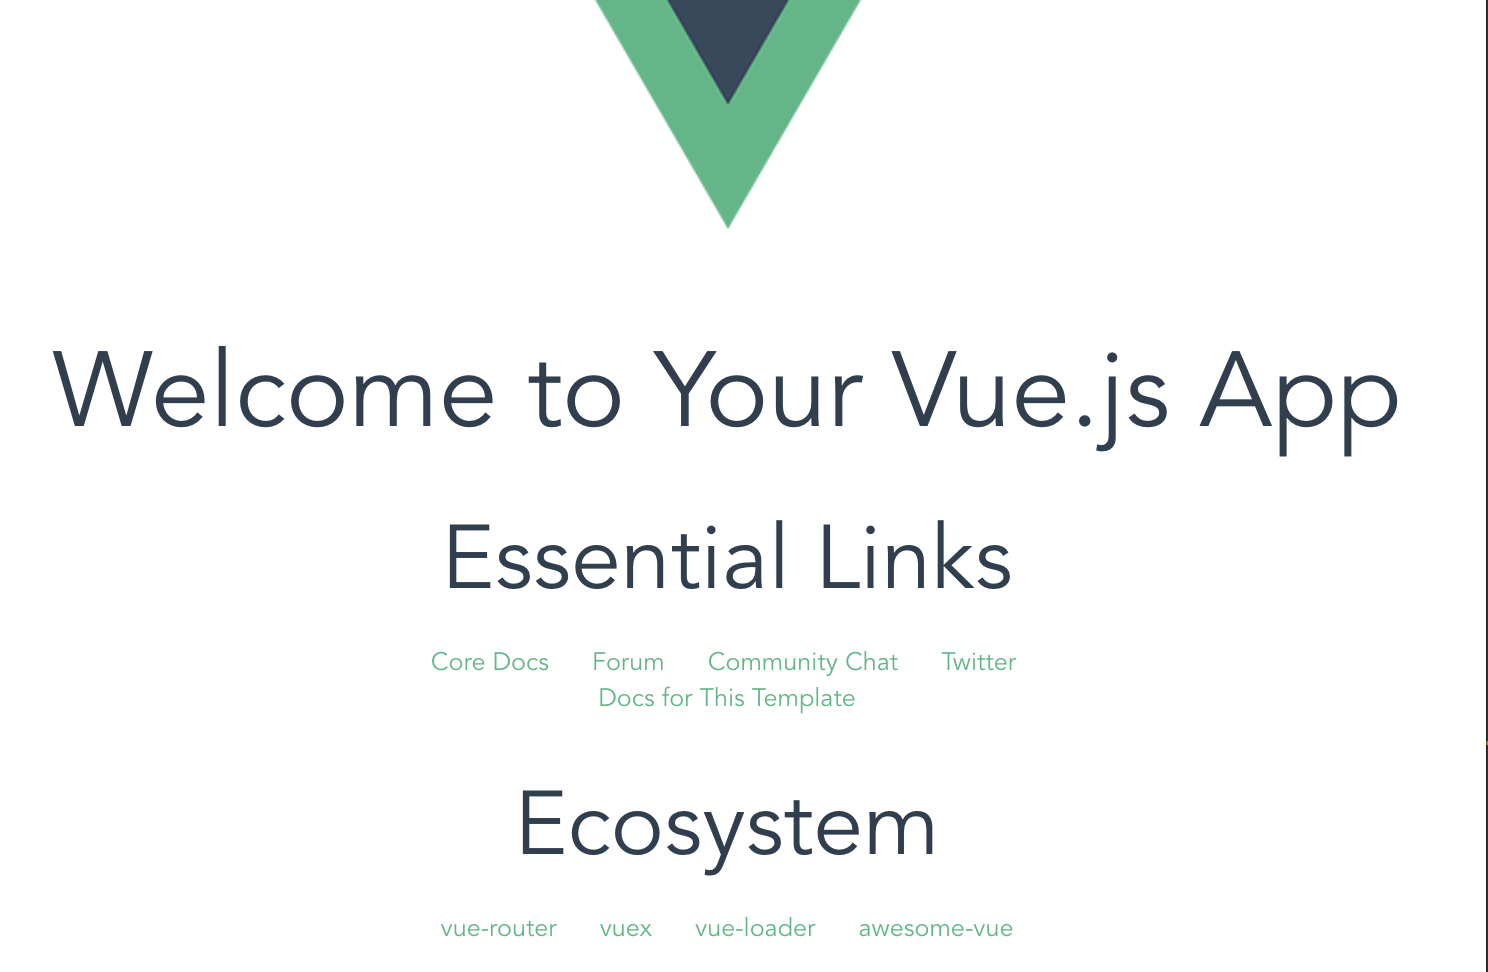 Welcome to Your Vue.js App
Essential Links
Core Docs Forum Community Chat Twitter
Docs for This Template
Ecosystem
vue-router vuex vue-loader awesome-vue